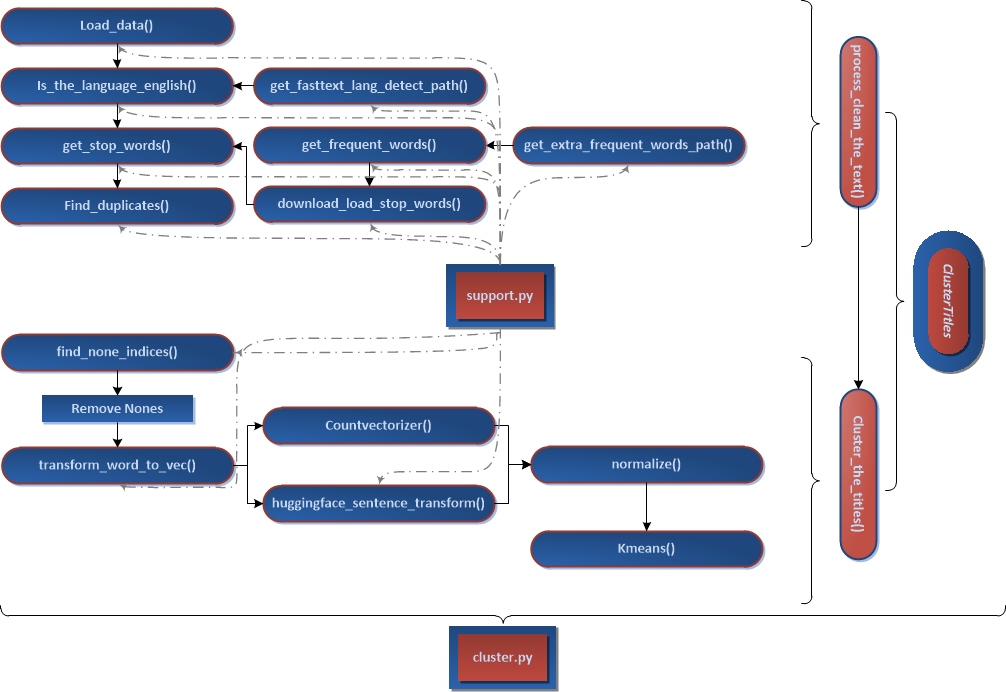 Load_data()
Is_the_language_english()
get_fasttext_lang_detect_path()
get_stop_words()
get_frequent_words()
get_extra_frequent_words_path()
Find_duplicates()
download_load_stop_words()
process_clean_the_text()
support.py
ClusterTitles
find_none_indices()
Remove Nones
transform_word_to_vec()
Countvectorizer()
huggingface_sentence_transform()
normalize()
Kmeans()
Cluster_the_titles()
cluster.py